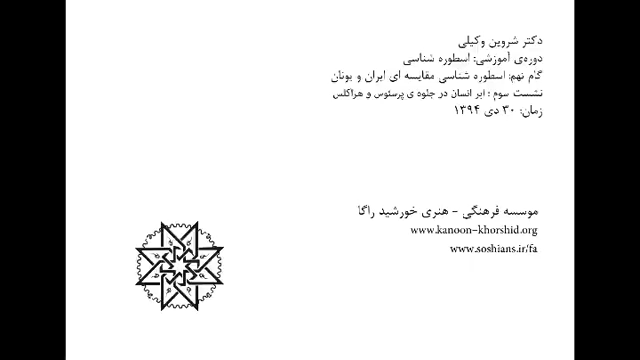 دکتر شروین وکیلی
دوره‌ی آموزشی: اسطوره شناسی
گام نهم: اسطوره شناسی مقایسه ای ایران و یونان
نشست سوم : ابر انسان در جلوه ی پرسئوس و هراکلس
زمان: ۳۰ دی ۱۳۹۴
موسسه فرهنگی - هنری خورشید راگا
www.kanoon-khorshid.org
www.soshians.ir/fa